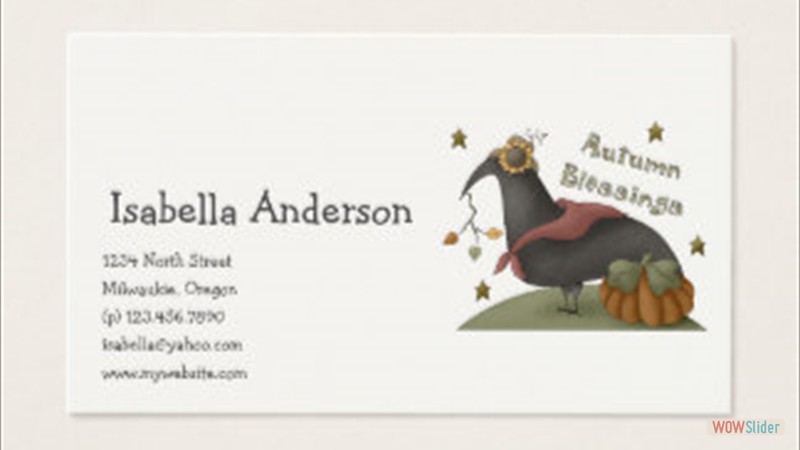 Autumn
Blessings
Isabella Anderson
1234 North Street
Milwaukie, Oregon
(p) 123.456.7890
isabella@yahoo.com
www.mywebsite.com
WOWSlider